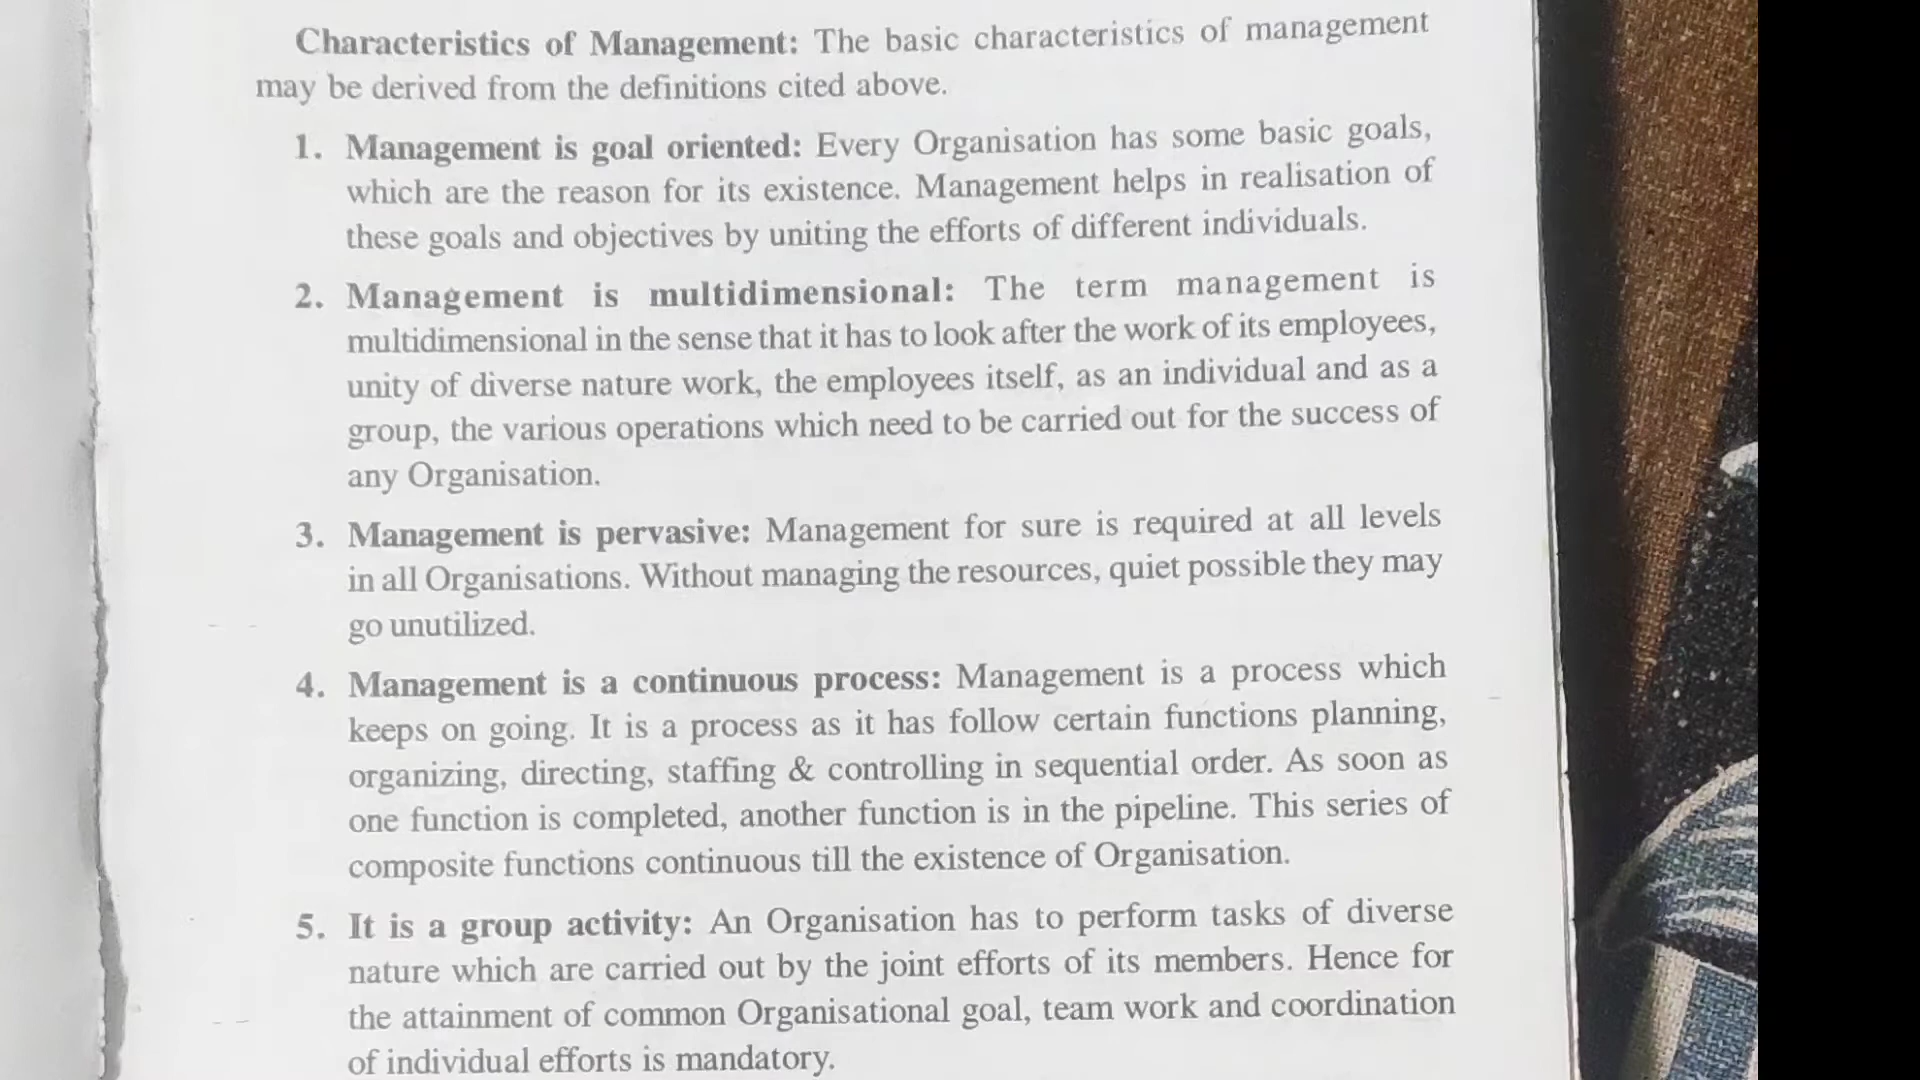 Characteristics of Management: The basic characteristics of management
may be derived from the definitions cited above.
1. Management is goal oriented: Every Organisation has some basic goals,
which are the reason for its existence. Management helps in realisation of
these goals and objectives by uniting the efforts of different individuals.
2. Management is multidimensional: The term management is
multidimensional in the sense that it has to look after the work of its employees,
unity of diverse nature work, the employees itself, as an individual and as a
group, the various operations which need to be carried out for the success of
any Organisation.
3. Management is pervasive: Management for sure is required at all levels
in all Organisations. Without managing the resources, quiet possible they may
go unutilized.
4. Management is a continuous process: Management is a process which
keeps on going. It is a process as it has follow certain functions planning,
organizing, directing, staffing & controlling in sequential order. As soon as
one function is completed, another function is in the pipeline. This series of
composite functions continuous till the existence of Organisation.
5. It is a group activity: An Organisation has to perform tasks of diverse
nature which are carried out by the joint efforts of its members. Hence for
the attainment of common Organisational goal, team work and coordination
of individual efforts is mandatory.